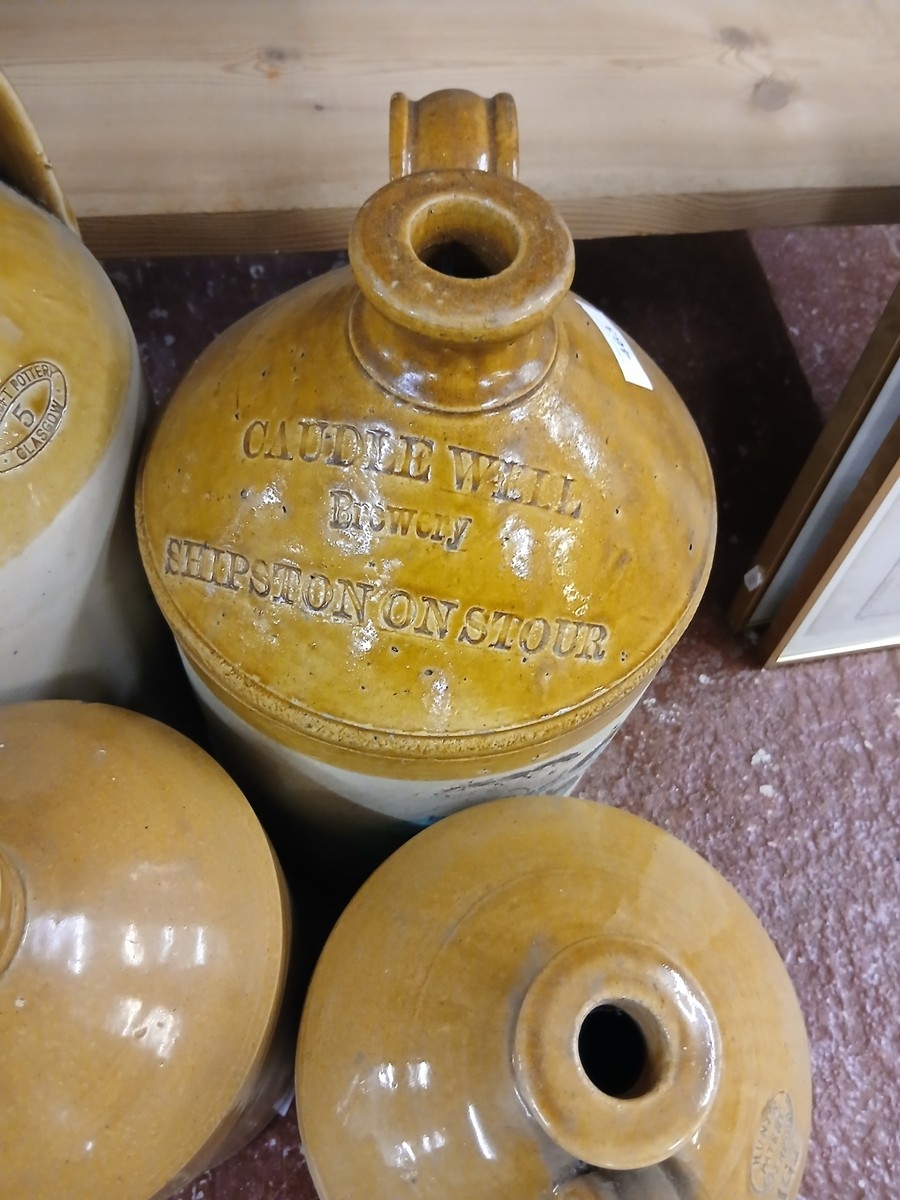 CAUDLE WELL
Brewery
SHIPSTON ON STOUR
5
GLASGOW